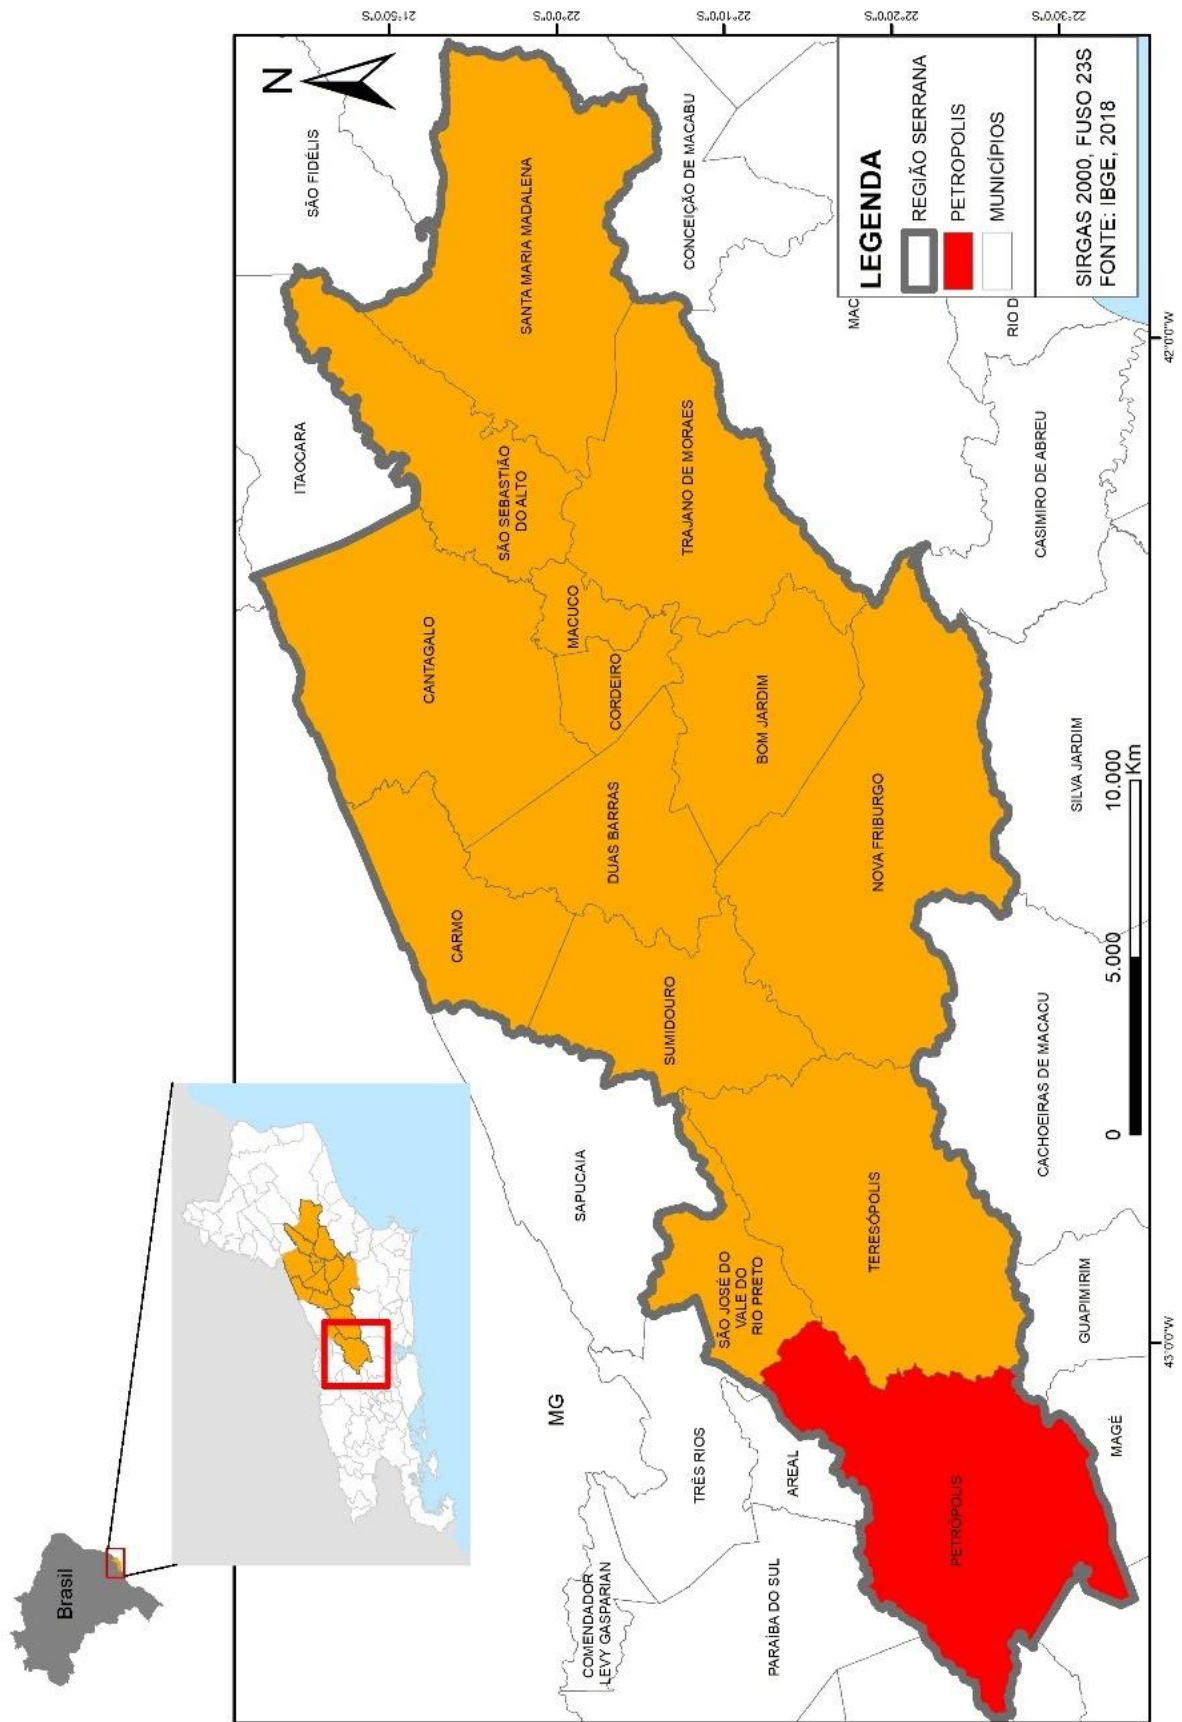 Brasil
N
SÃO FIDÉLIS
ITAOCARA
CANTAGALO
SANTA MARIA MADALENA
SÃO SEBASTIÃO
DO ALTO
MACUCO
CORDEIRO
CARMO
DUAS BARRAS
TRAJANO DE MORAES
CONCEIÇÃO DE MACABU
BOM JARDIM
SUMIDOURO
SAPUCAIA
MG
NOVA FRIBURGO
SÃO JOSÉ DO
VALE DO
RIO PRETO
TERESÓPOLIS
COMENDADOR
LEVY GASPARIAN
TRÊS RIOS
AREAL
PARAÍBA DO SUL
PETRÓPOLIS
MAGÉ
GUAPIMIRIM
CACHOEIRAS DE MACACU
SILVA JARDIM
CASIMIRO DE ABREU
MAC
RIO D
21°50'0"S
22°0'0"S
22°10'0"S
22°20'0"S
22°30'0"S
43°0'0"W
42°0'0"W
0 5.000 10.000
Km
LEGENDA
REGIÃO SERRANA
PETROPOLIS
MUNICÍPIOS
SIRGAS 2000, FUSO 23S
FONTE: IBGE, 2018